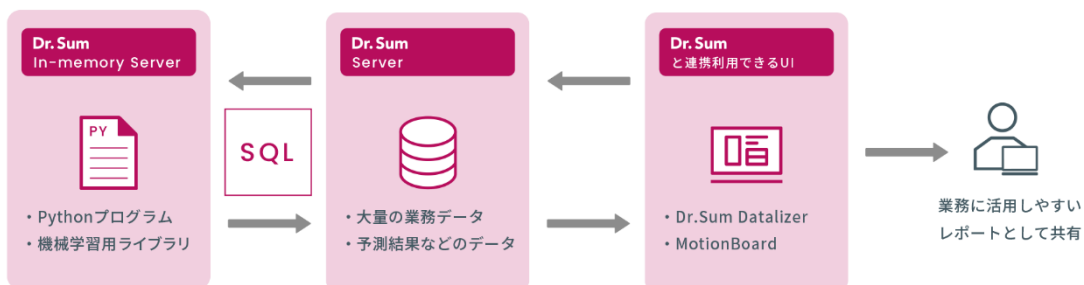 Dr.Sum
In-memory Server
PY
・Pythonプログラム
・機械学習用ライブラリ
SQL
Dr.Sum
Server
・大量の業務データ
・予測結果などのデータ
Dr.Sum
と連携利用できるUI
・Dr.Sum Datalizer
・MotionBoard
業務に活用しやすい
レポートとして共有